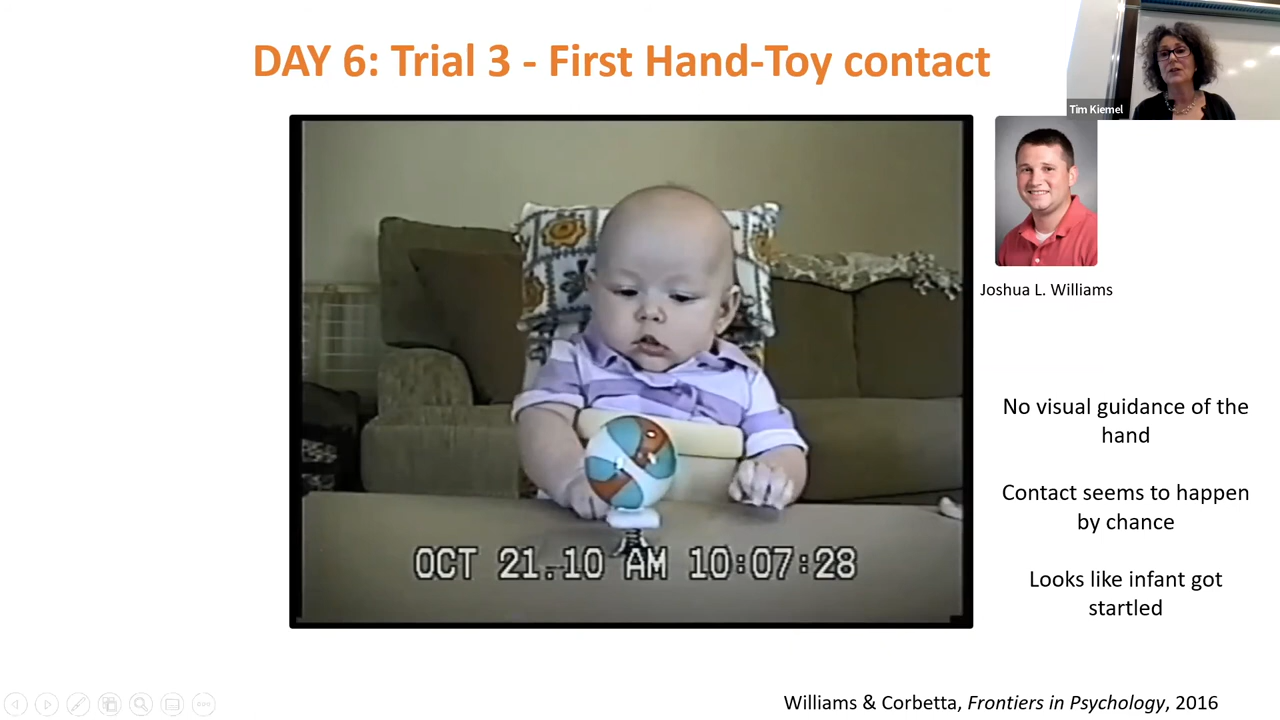 DAY 6: Trial 3 - First Hand-Toy contact
Tim Kiemel
Joshua L. Williams
No visual guidance of the
hand
Contact seems to happen
by chance
Looks like infant got
startled
OCT 21.10 AM 10:07:28
Williams & Corbetta, Frontiers in Psychology, 2016